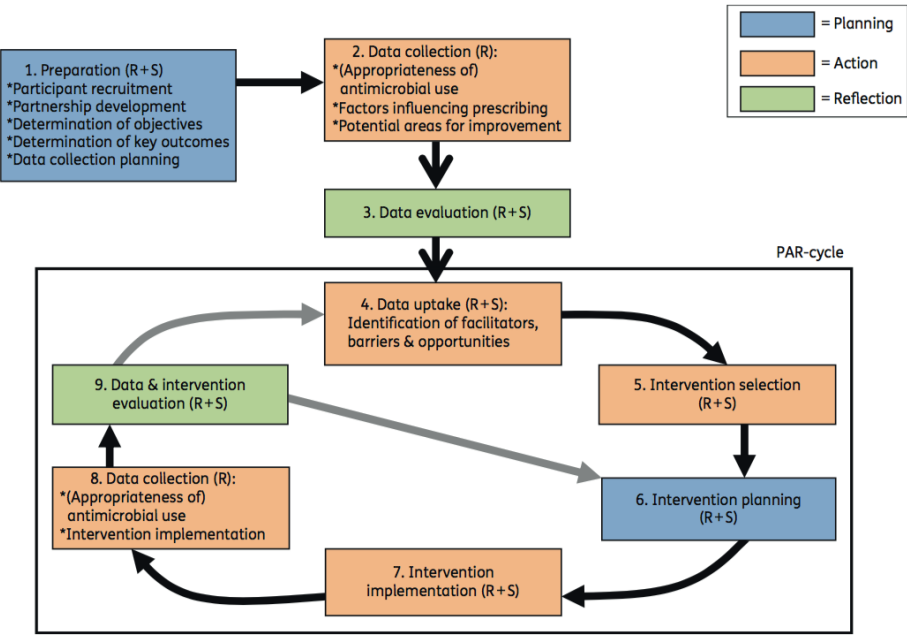 = Planning
= Action
= Reflection
1. Preparation (R+S)
*Participant recruitment
*Partnership development
*Determination of objectives
*Determination of key outcomes
*Data collection planning
2. Data collection (R):
*(Appropriateness of)
antimicrobial use
*Factors influencing prescribing
*Potential areas for improvement
3. Data evaluation (R+S)
PAR-cycle
4. Data uptake (R+S):
Identification of facilitators,
barriers & opportunities
5. Intervention selection
(R+S)
6. Intervention planning
(R+S)
7. Intervention
implementation (R+S)
8. Data collection (R):
*(Appropriateness of)
antimicrobial use
*Intervention implementation
9. Data & intervention
evaluation (R+S)